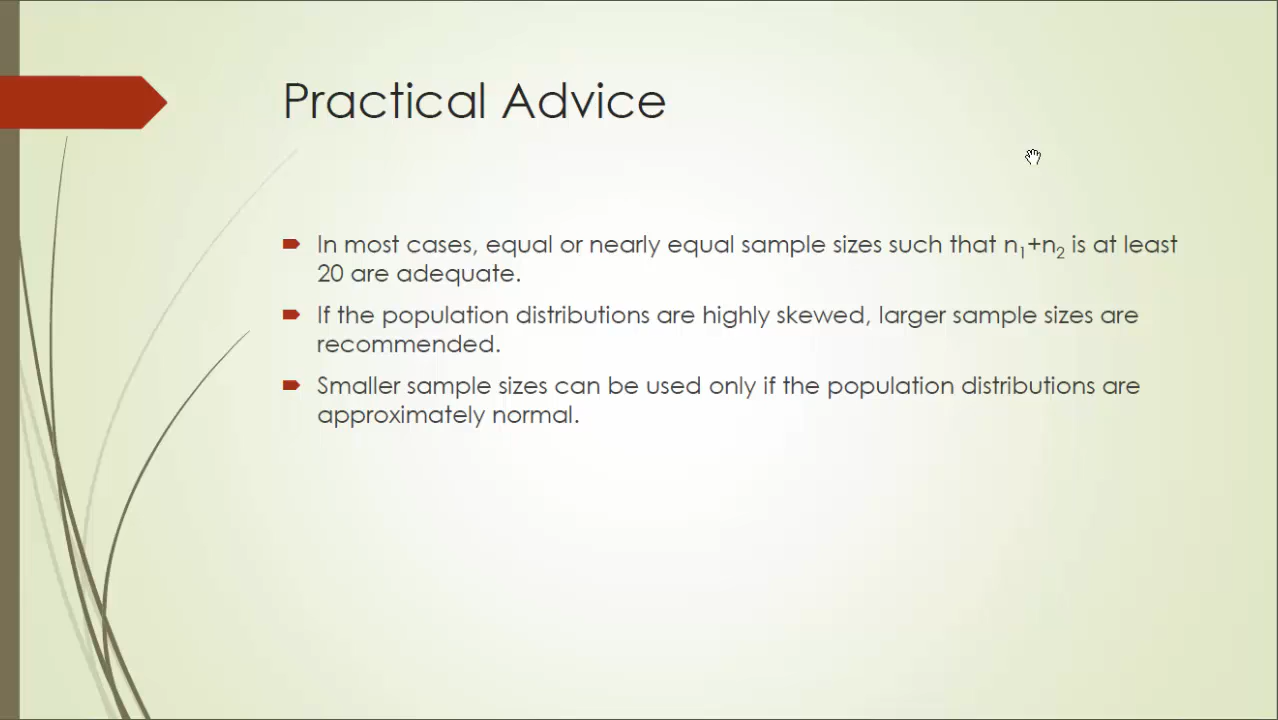 Practical Advice
In most cases, equal or nearly equal sample sizes such that n₁+n₂ is at least
20 are adequate.
If the population distributions are highly skewed, larger sample sizes are
recommended.
Smaller sample sizes can be used only if the population distributions are
approximately normal.